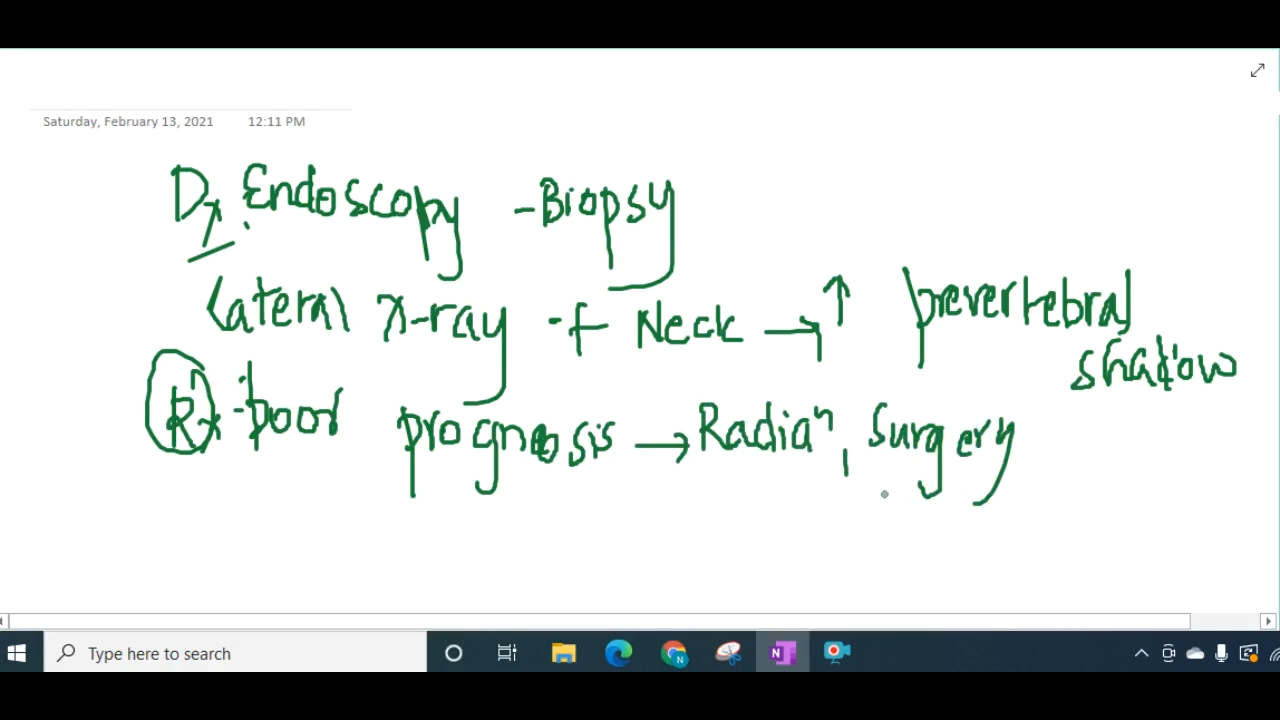 Saturday, February 13, 2021 12:11 PM
Dx. Endoscopy - Biopsy
Lateral x-ray - of Neck → ↑ prevertebral shadow
Rx - poor prognosis → Radiaⁿ, Surgery
Type here to search